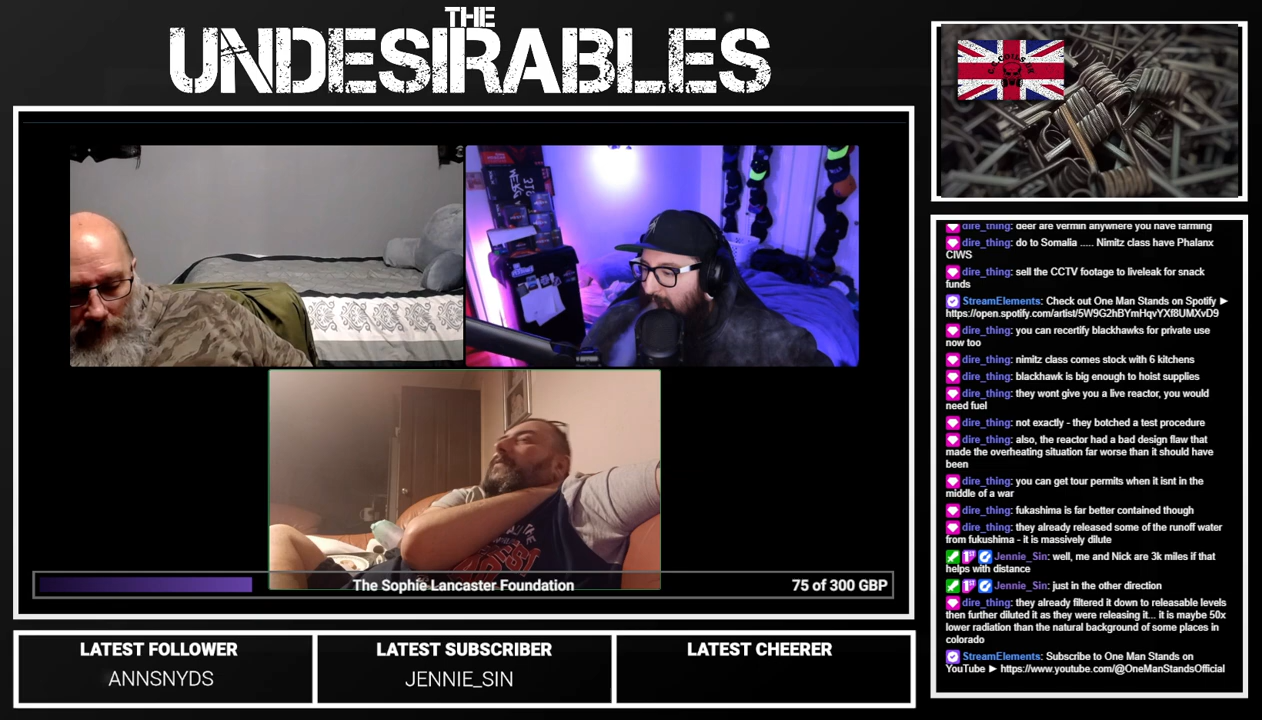 THE
UNDESIRABLES
The Sophie Lancaster Foundation
75 of 300 GBP
LATEST FOLLOWER
ANNSNYDS
LATEST SUBSCRIBER
JENNIE_SIN
LATEST CHEERER
dire_thing: deer are vermin anywhere you have farming
dire_thing: do to Somalia ..... Nimitz class have Phalanx
CIWS
dire_thing: sell the CCTV footage to liveleak for snack
funds
StreamElements: Check out One Man Stands on Spotify ►
https://open.spotify.com/artist/5W9G2hBYmHqvYXf8UMXvD9
dire_thing: you can recertify blackhawks for private use
now too
dire_thing: nimitz class comes stock with 6 kitchens
dire_thing: blackhawk is big enough to hoist supplies
dire_thing: they wont give you a live reactor, you would
need fuel
dire_thing: not exactly - they botched a test procedure
dire_thing: also, the reactor had a bad design flaw that
made the overheating situation far worse than it should have
been
dire_thing: you can get tour permits when it isnt in the
middle of a war
dire_thing: fukashima is far better contained though
dire_thing: they already released some of the runoff water
from fukushima - it is massively dilute
Jennie_Sin: well, me and Nick are 3k miles if that
helps with distance
Jennie_Sin: just in the other direction
dire_thing: they already filtered it down to releasable levels
then further diluted it as they were releasing it... it is maybe 50x
lower radiation than the natural background of some places in
colorado
StreamElements: Subscribe to One Man Stands on
YouTube ► https://www.youtube.com/@OneManStandsOfficial